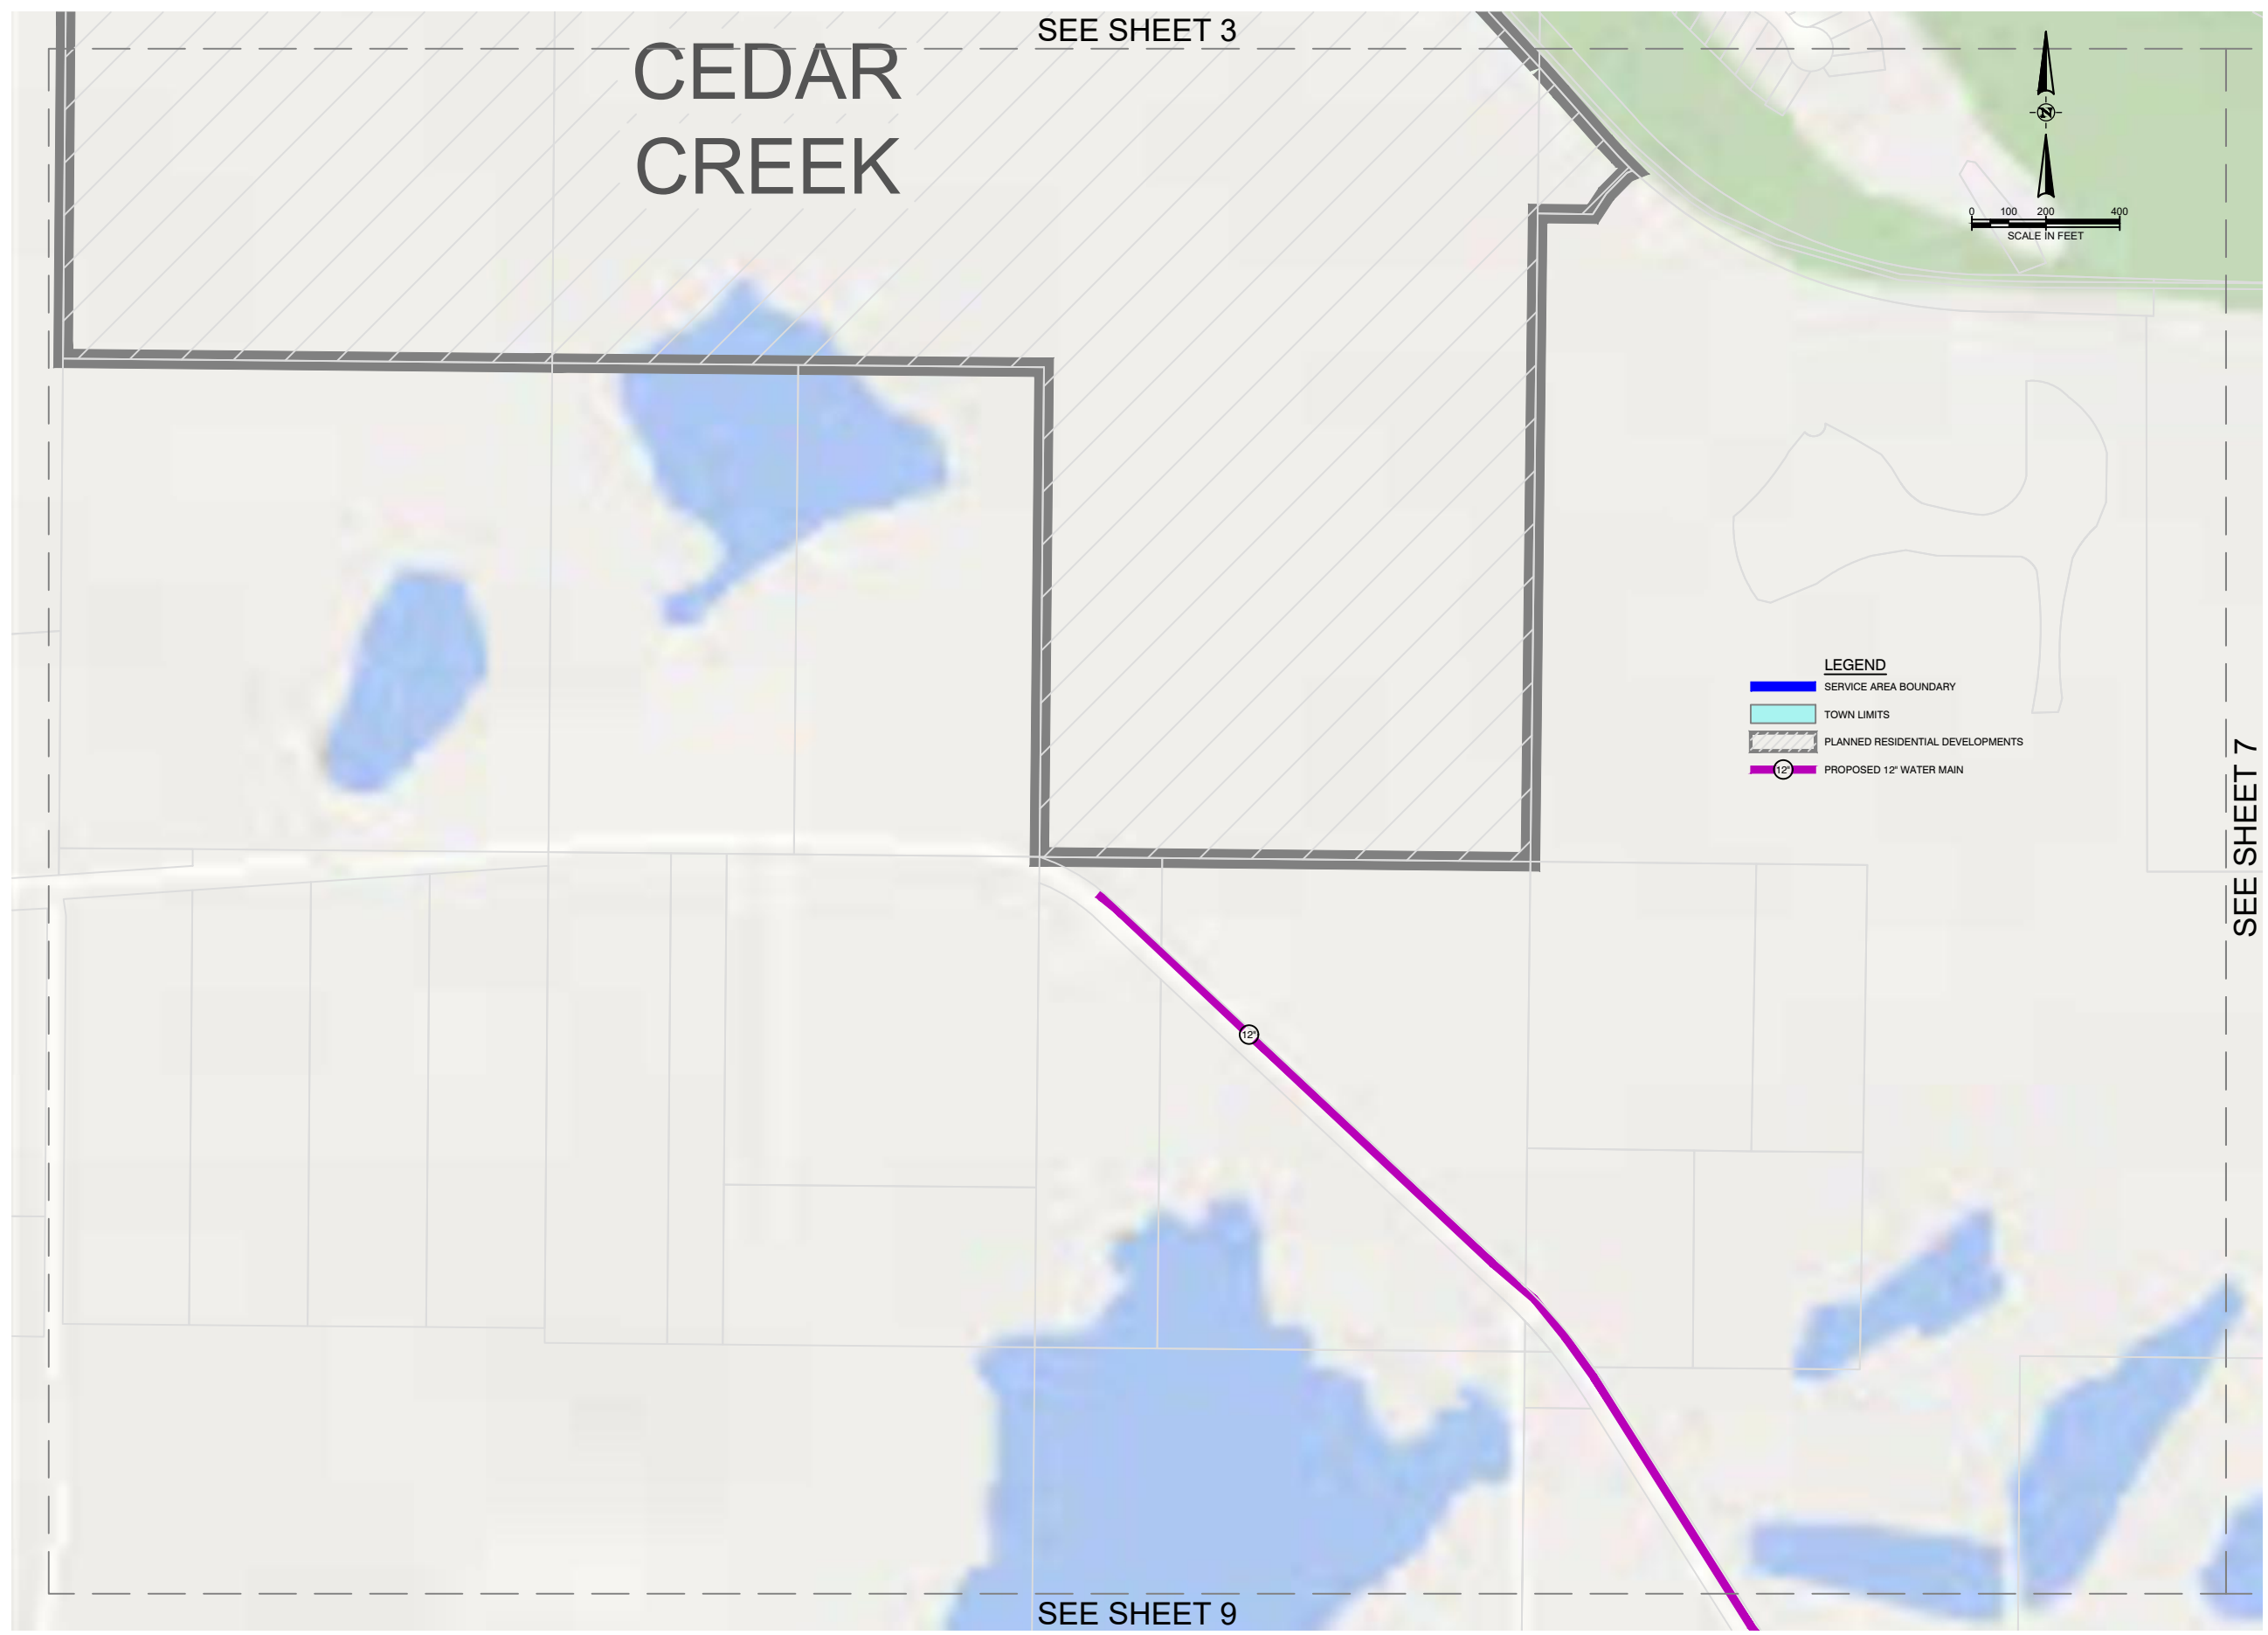 SEE SHEET 3
CEDAR
CREEK
N
0 100 200 400
SCALE IN FEET
LEGEND
SERVICE AREA BOUNDARY
TOWN LIMITS
PLANNED RESIDENTIAL DEVELOPMENTS
12" PROPOSED 12" WATER MAIN
SEE SHEET 7
12"
SEE SHEET 9